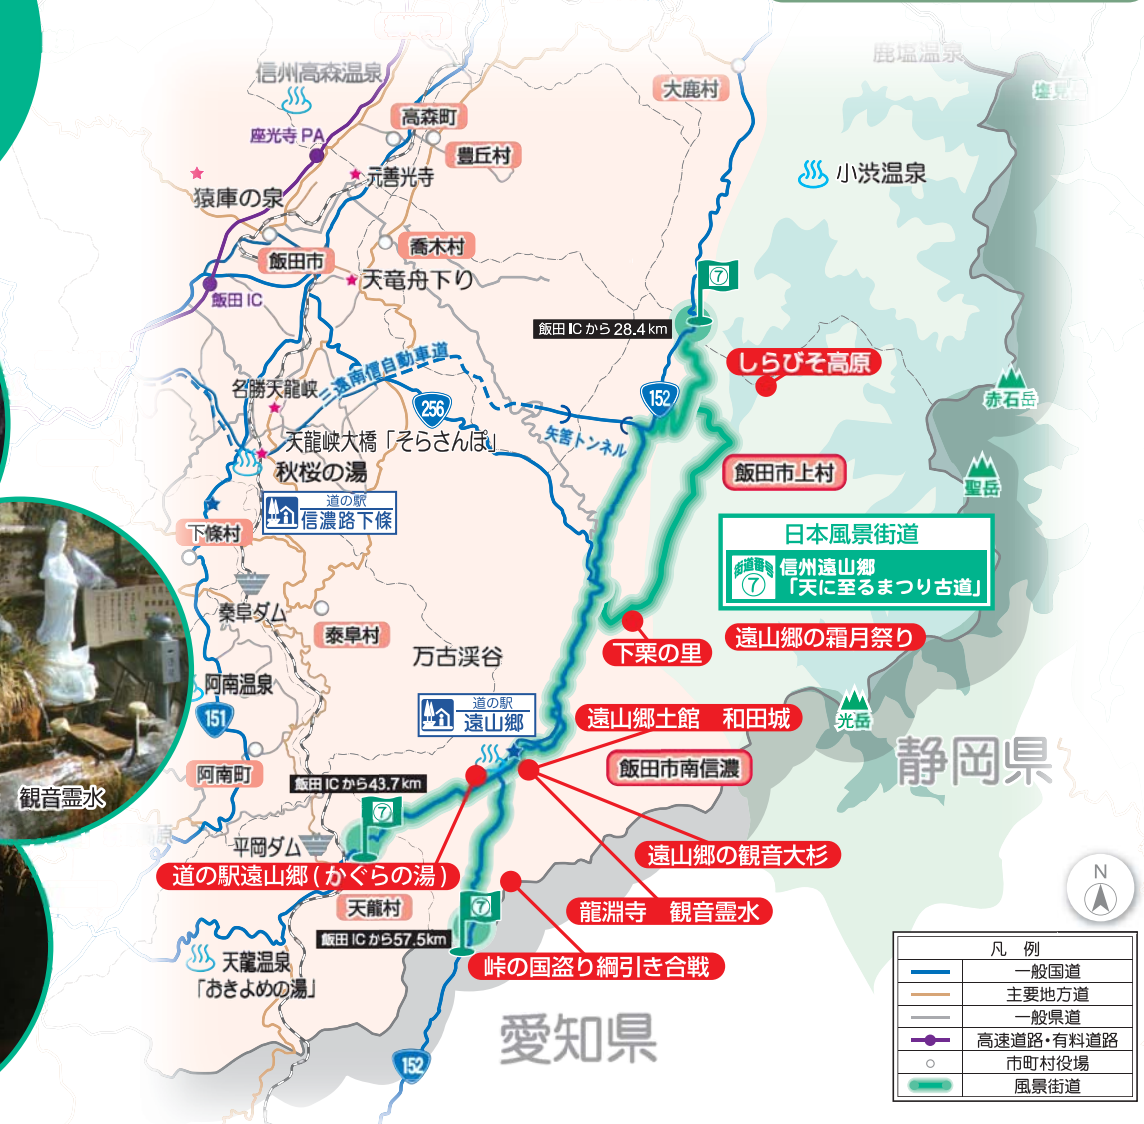 鹿塩温泉
信州高森温泉
大鹿村
塩見岳
高森町
座光寺 PA
豊丘村
元善光寺
小渋温泉
猿庫の泉
喬木村
飯田市
天竜舟下り
⑦
飯田 IC
飯田 IC から 28.4 km
しらびそ高原
三遠南信自動車道
名勝天龍峡
赤石岳
152
256
矢筈トンネル
天龍峡大橋「そらさんぽ」
秋桜の湯
飯田市上村
聖岳
道の駅
信濃路下條
下條村
日本風景街道
街道番号
⑦
信州遠山郷
「天に至るまつり古道」
秦阜ダム
泰阜村
下栗の里
遠山郷の霜月祭り
万古渓谷
阿南温泉
道の駅
遠山郷
151
遠山郷土館　和田城
光岳
静岡県
阿南町
飯田市南信濃
飯田 IC から43.7 km
観音霊水
⑦
平岡ダム
遠山郷の観音大杉
道の駅遠山郷(かぐらの湯)
N
天龍村
⑦
龍淵寺　観音霊水
飯田 IC から57.5km
天龍温泉
「おきよめの湯」
峠の国盗り綱引き合戦
愛知県
152
凡 例
一般国道
主要地方道
一般県道
高速道路・有料道路
市町村役場
風景街道